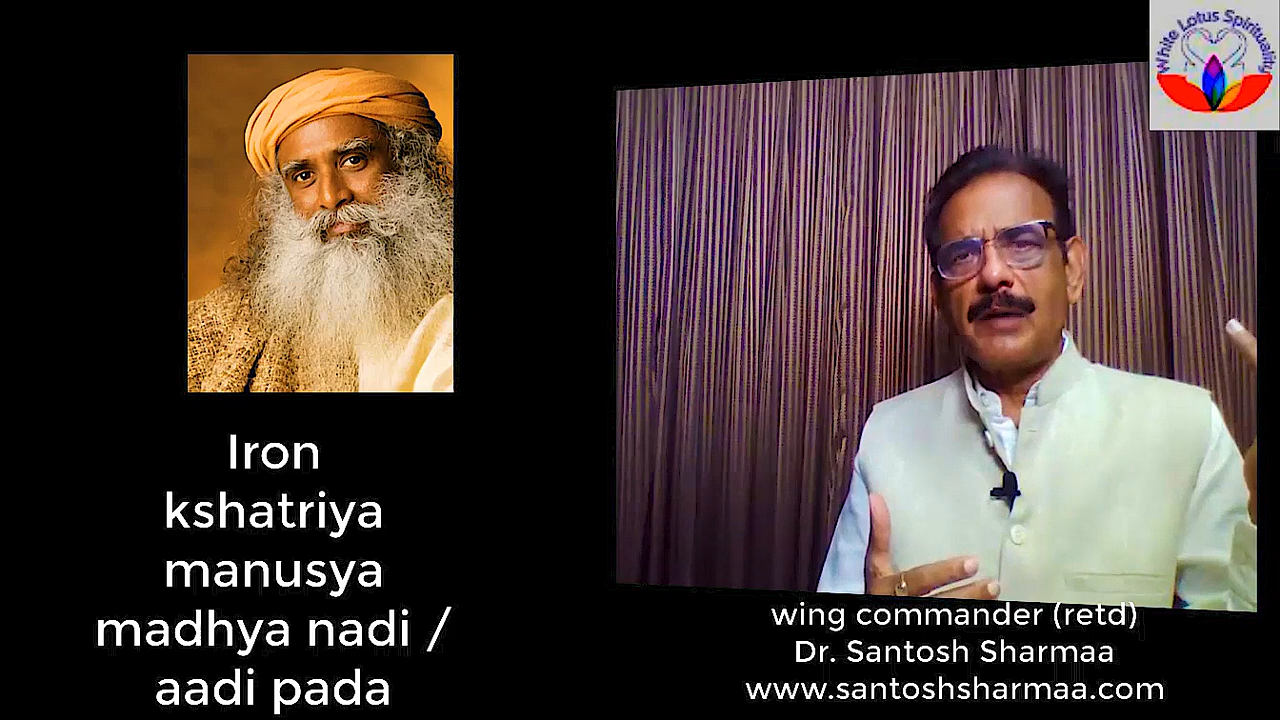 White Lotus Spirituality
Iron
kshatriya
manusya
madhya nadi /
aadi pada
wing commander (retd)
Dr. Santosh Sharmaa
www.santoshsharmaa.com